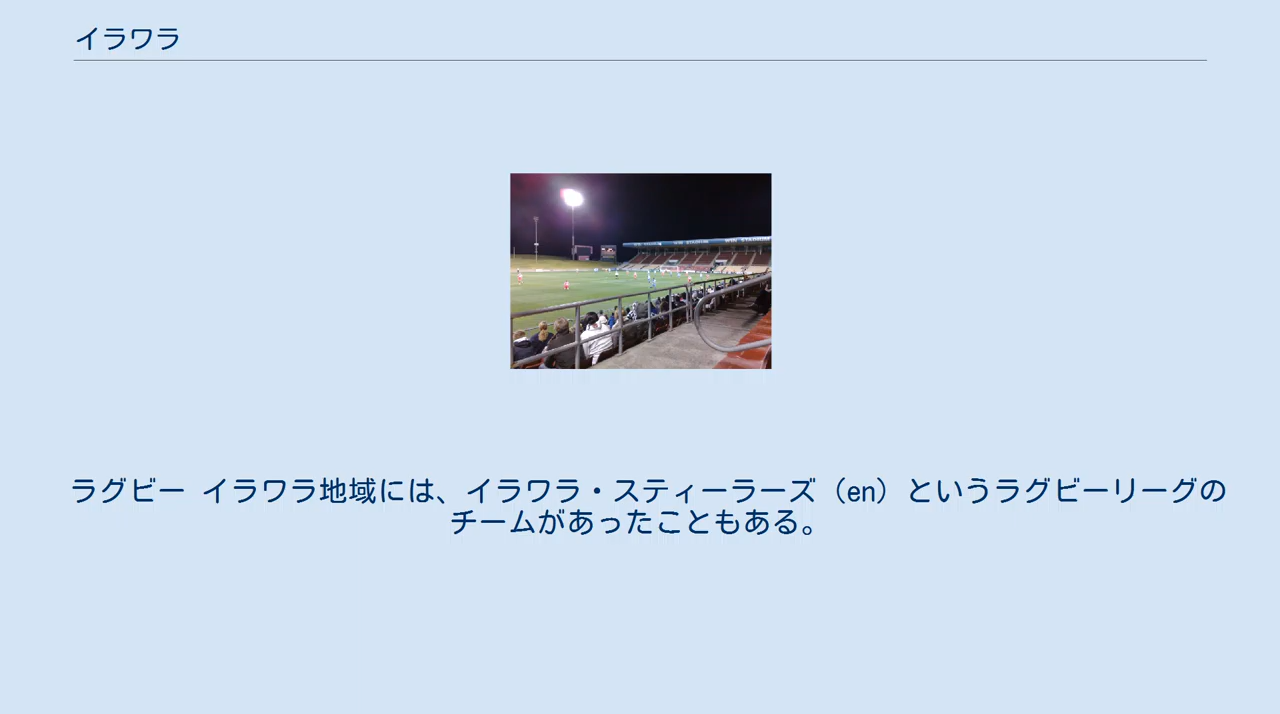 イラワラ
WIN STADIUM
ラグビー イラワラ地域には、イラワラ・スティーラーズ（en）というラグビーリーグの
チームがあったこともある。